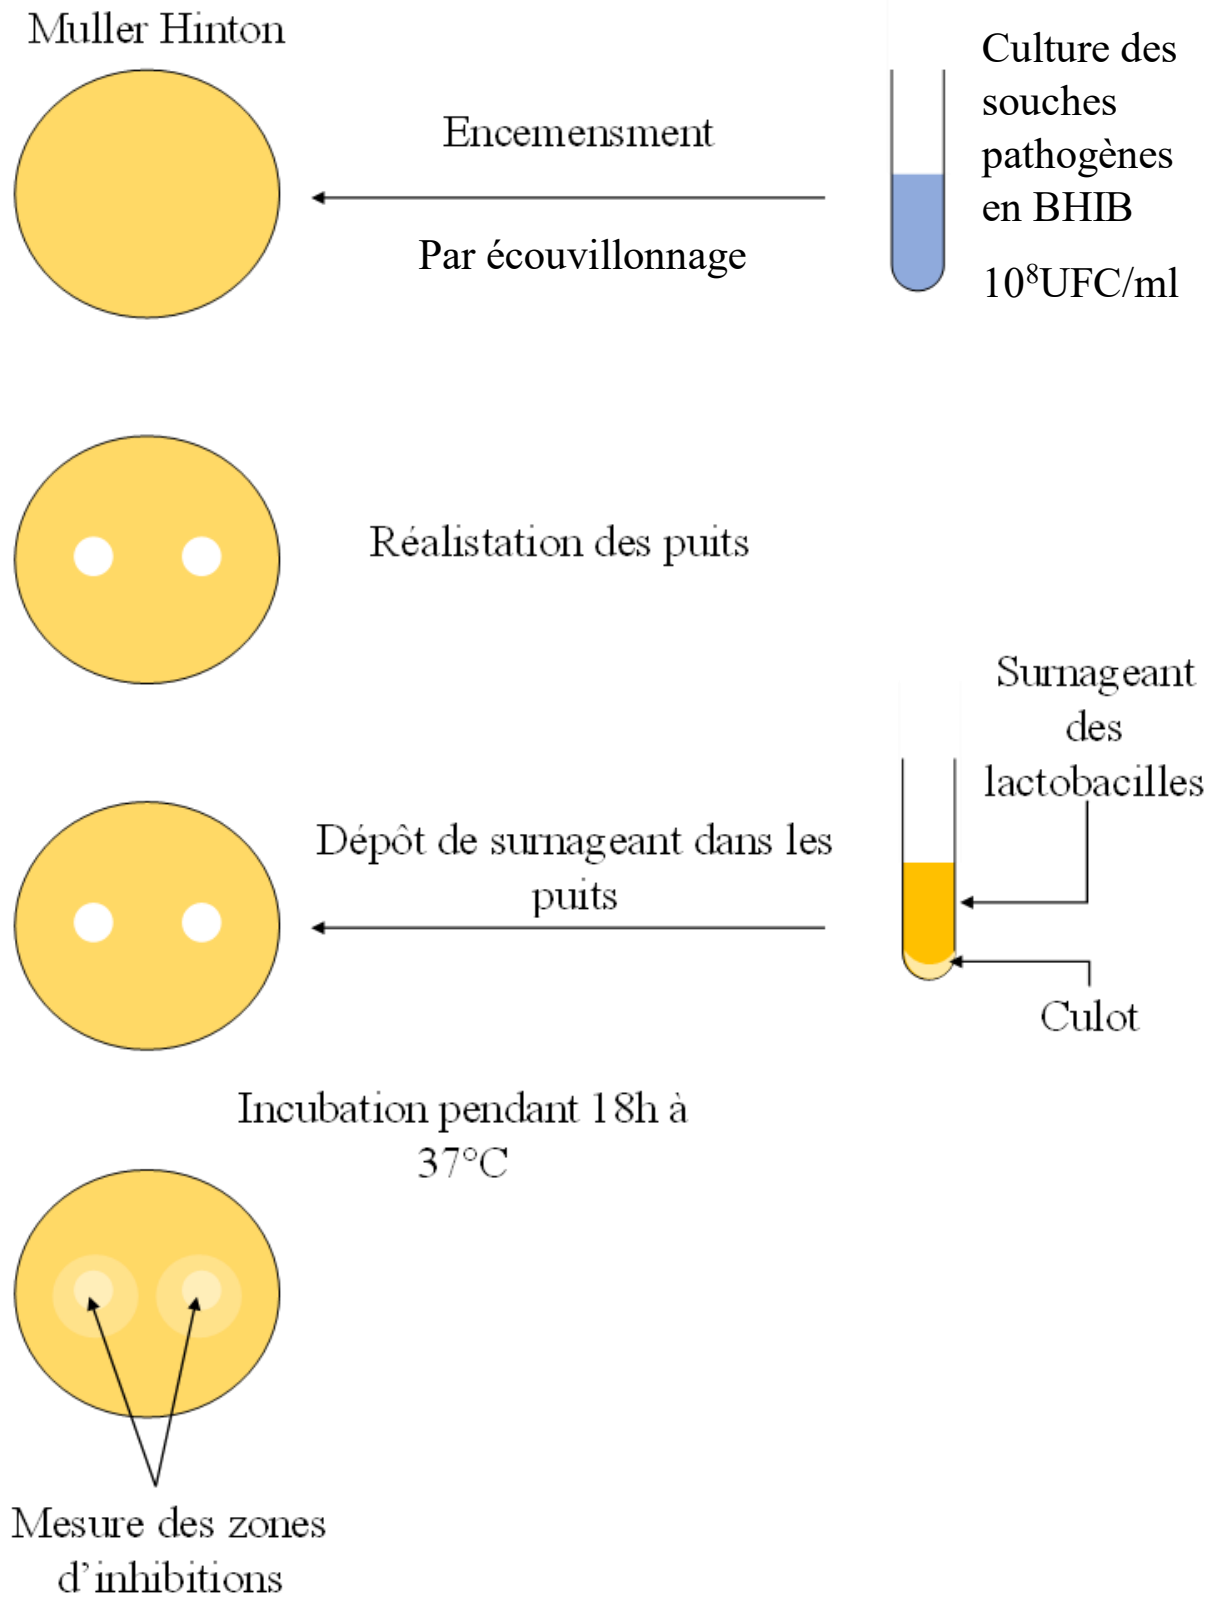 Muller Hinton
Culture des
souches
pathogènes
en BHIB
10⁸UFC/ml
Encemensment
Par écouvillonnage
Réalistation des puits
Surnageant
des
lactobacilles
Dépôt de surnageant dans les
puits
Culot
Incubation pendant 18h à
37°C
Mesure des zones
d’inhibitions